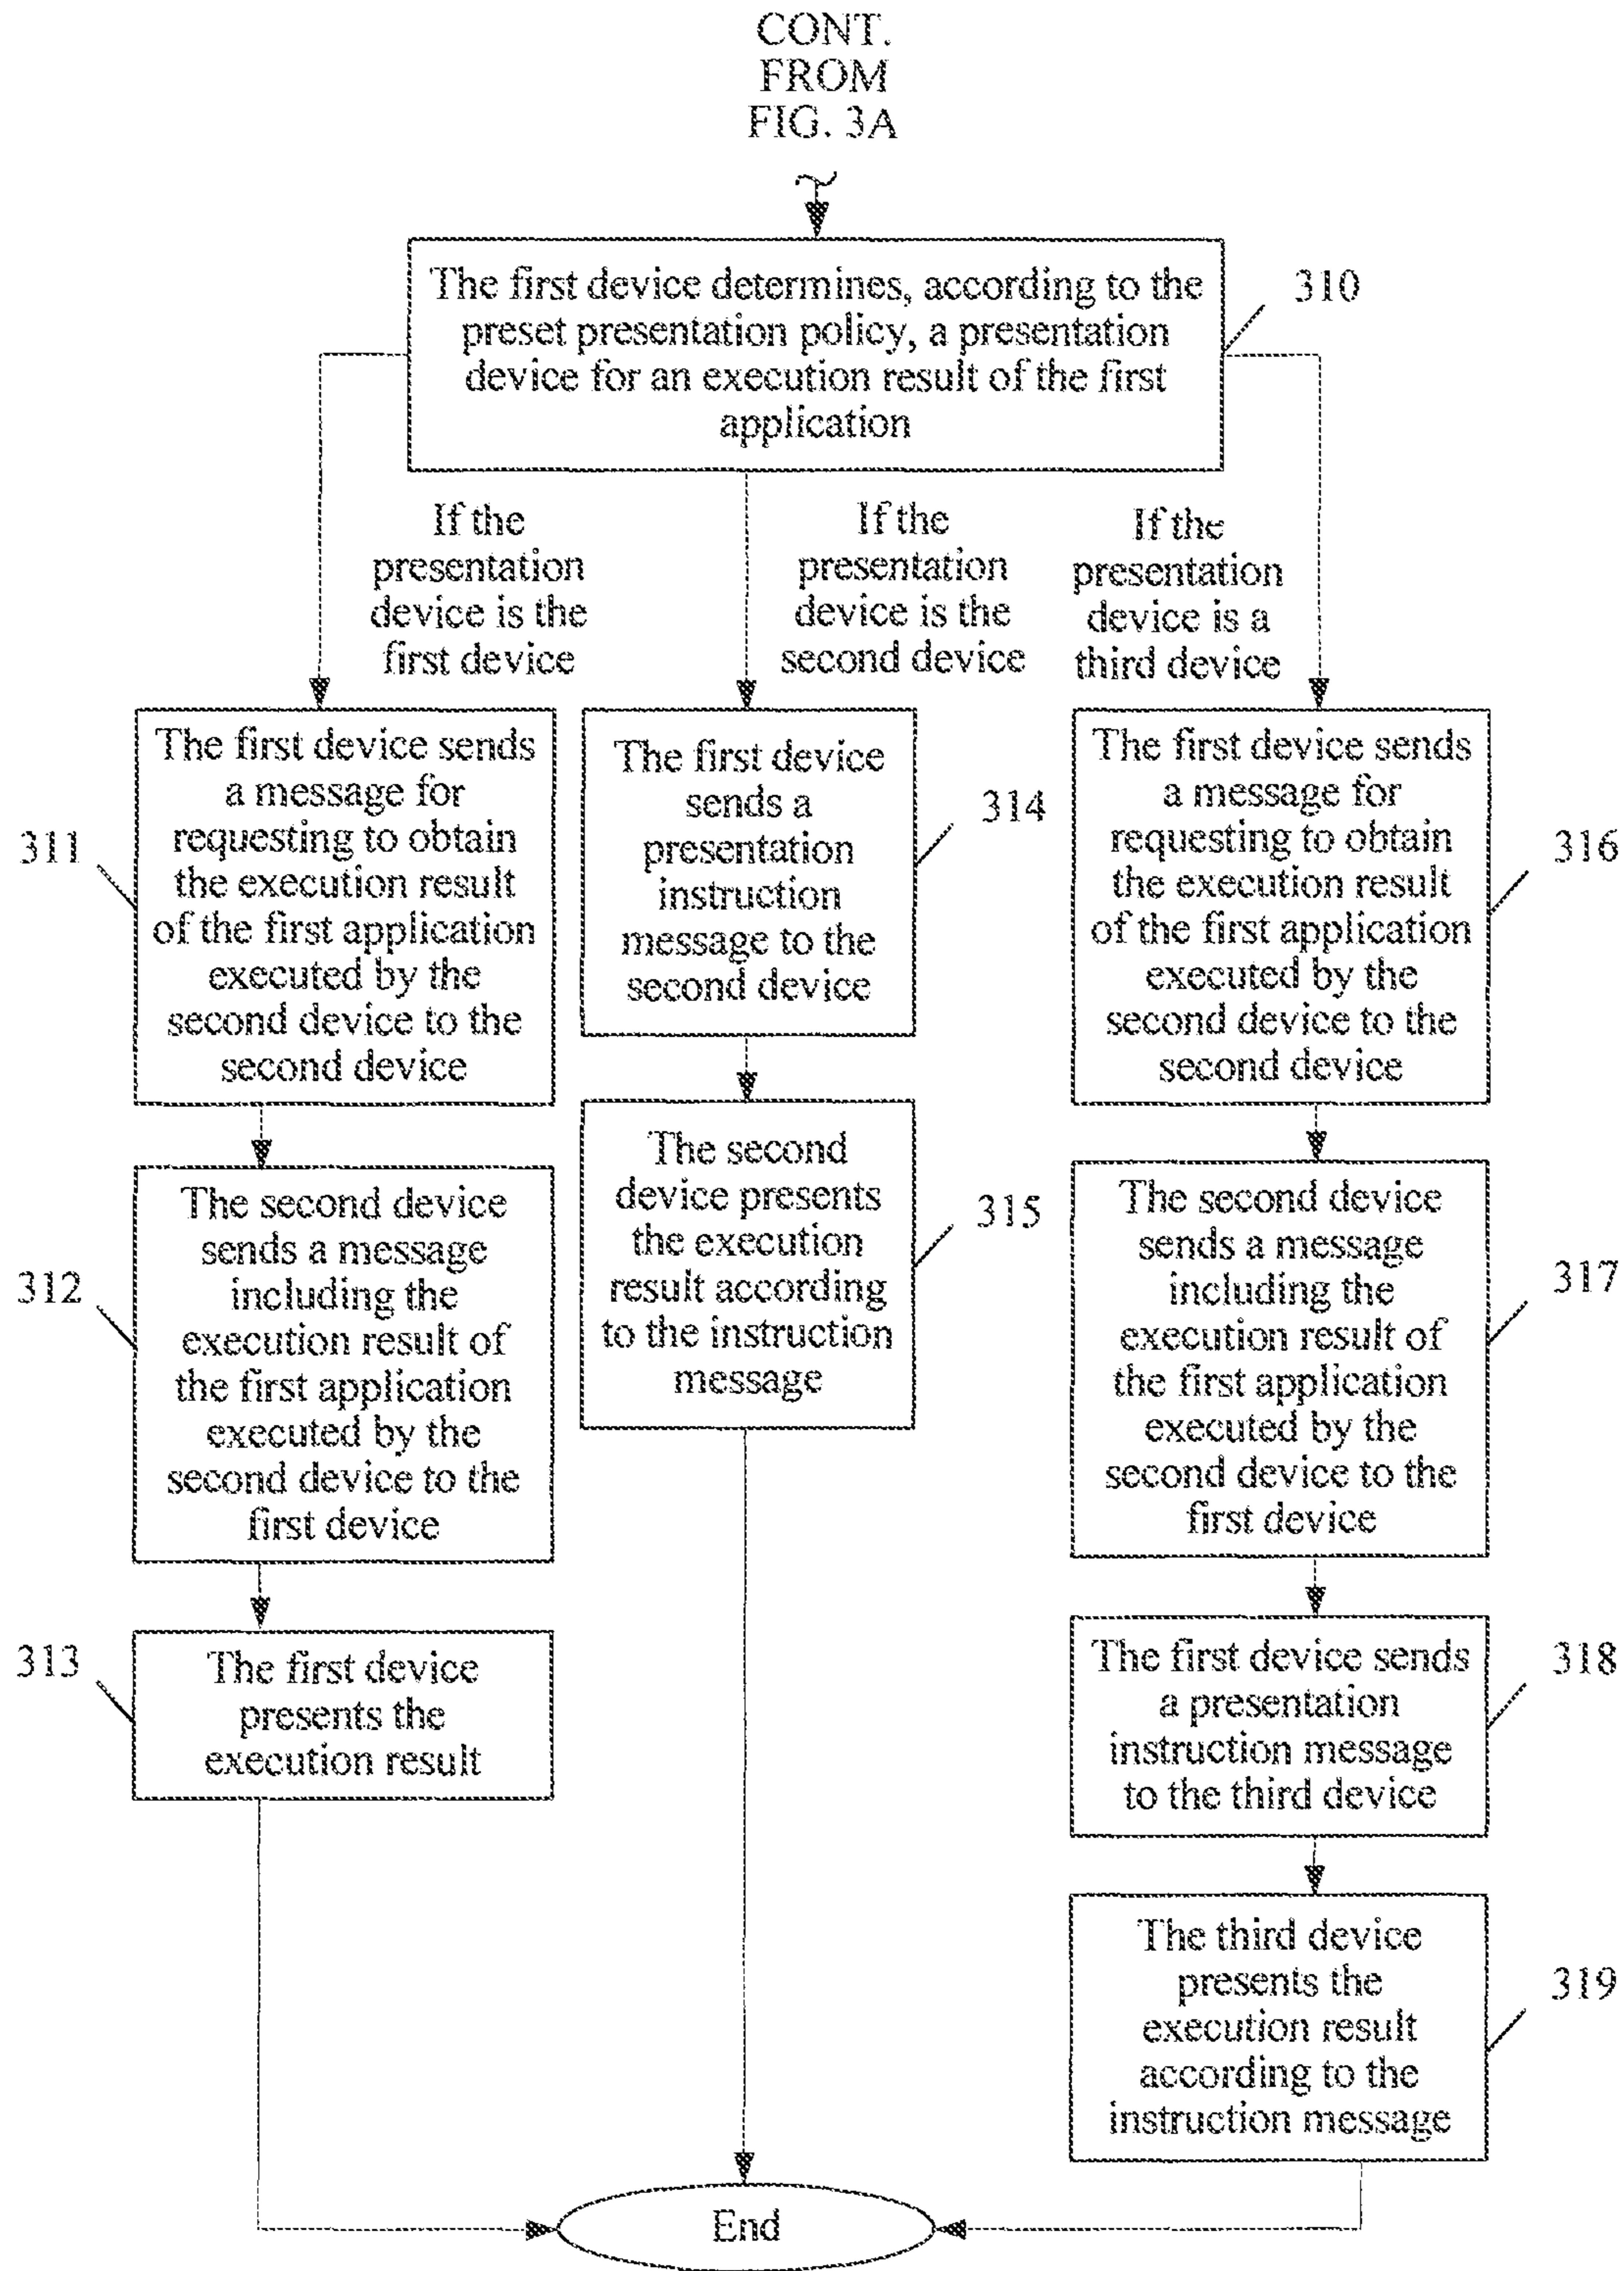 CONT.
FROM
FIG. 3A
The first device determines, according to the
preset presentation policy, a presentation
device for an execution result of the first
application
310
If the
presentation
device is the
first device
If the
presentation
device is the
second device
If the
presentation
device is a
third device
The first device sends
a message for
requesting to obtain
the execution result
of the first application
executed by the
second device to the
second device
311
The second device
sends a message
including the
execution result of
the first application
executed by the
second device to the
first device
312
The first device
presents the
execution result
313
The first device
sends a
presentation
instruction
message to the
second device
314
The second
device presents
the execution
result according
to the instruction
message
315
The first device sends
a message for
requesting to obtain
the execution result
of the first application
executed by the
second device to the
second device
316
The second device
sends a message
including the
execution result of
the first application
executed by the
second device to the
first device
317
The first device sends
a presentation
instruction message
to the third device
318
The third device
presents the
execution result
according to the
instruction message
319
End